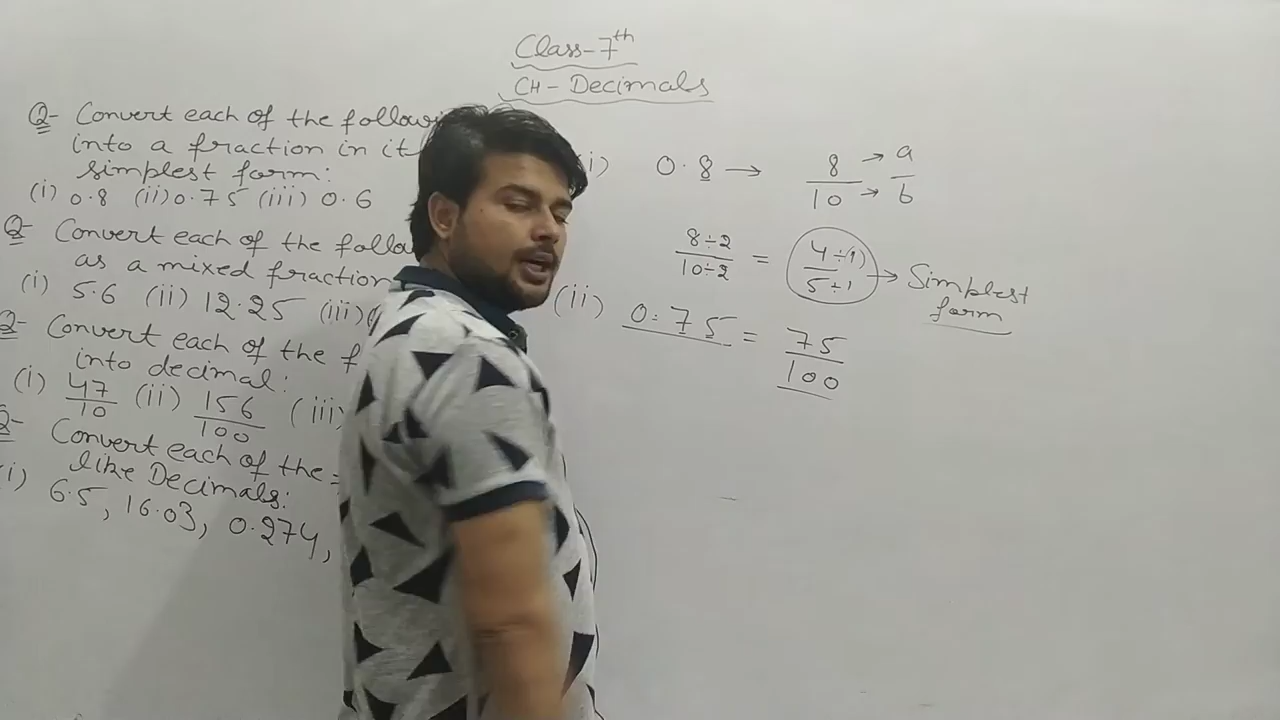 Class-7th
CH- Decimals
Q- Convert each of the
into a fraction in
simplest form:
(i) 0.8 (ii) 0.75 (iii) 0.6
Q- Convert each of the
as a mixed fraction
(i) 5.6 (ii) 12.25 (iii)
Q- Convert each of the
into decimal:
(i) 47/10 (ii) 156/100 (iii)
Q- Convert each of the
like Decimals:
i) 6.5, 16.03, 0.274,
i) 0.8 → 8/10 → a/b
8÷2/10÷2 = 4÷1/5÷1 → Simplest
form
(ii) 0.75 = 75/100